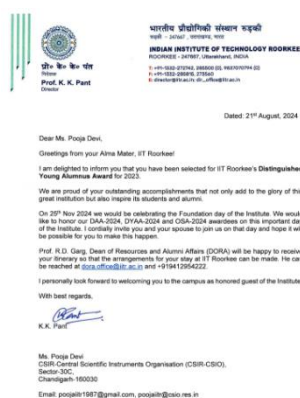 भारतीय प्रौद्योगिकी संस्थान रूड़की
रूड़की - 247667, उत्तराखण्ड, भारत
INDIAN INSTITUTE OF TECHNOLOGY ROORKEE
ROORKEE - 247667, Uttarakhand, INDIA
प्रो० के० के० पंत
निदेशक
Prof. K. K. Pant
Director
Dated: 21st August, 2024
Dear Ms. Pooja Devi,
Greetings from your Alma Mater, IIT Roorkee!
I am delighted to inform you that you have been selected for IIT Roorkee's Distinguished
Young Alumnus Award for 2023.
We are proud of your outstanding accomplishments that not only add to the glory of this
great institution but also inspire its students and alumni.
On 25th Nov 2024 we would be celebrating the Foundation day of the Institute. We would
like to honor our DAA-2024, DYAA-2024 and OSA-2024 awardees on this important day
of the Institute. I cordially invite you and your spouse to join us on that day and hope it will
be possible for you to make this happen.
Prof. R.D. Garg, Dean of Resources and Alumni Affairs (DORA) will be happy to receive
your itinerary so that the arrangements for your stay at IIT Roorkee can be made. He can
be reached at dora.office@iitr.ac.in and +919412954222.
I personally look forward to welcoming you to the campus as honored guest of the Institute.
With best regards,
K.K. Pant
Ms. Pooja Devi
CSIR-Central Scientific Instruments Organisation (CSIR-CSIO),
Sector-30C,
Chandigarh-160030
Email: poojaiitr1987@gmail.com, poojaiitr@csio.res.in